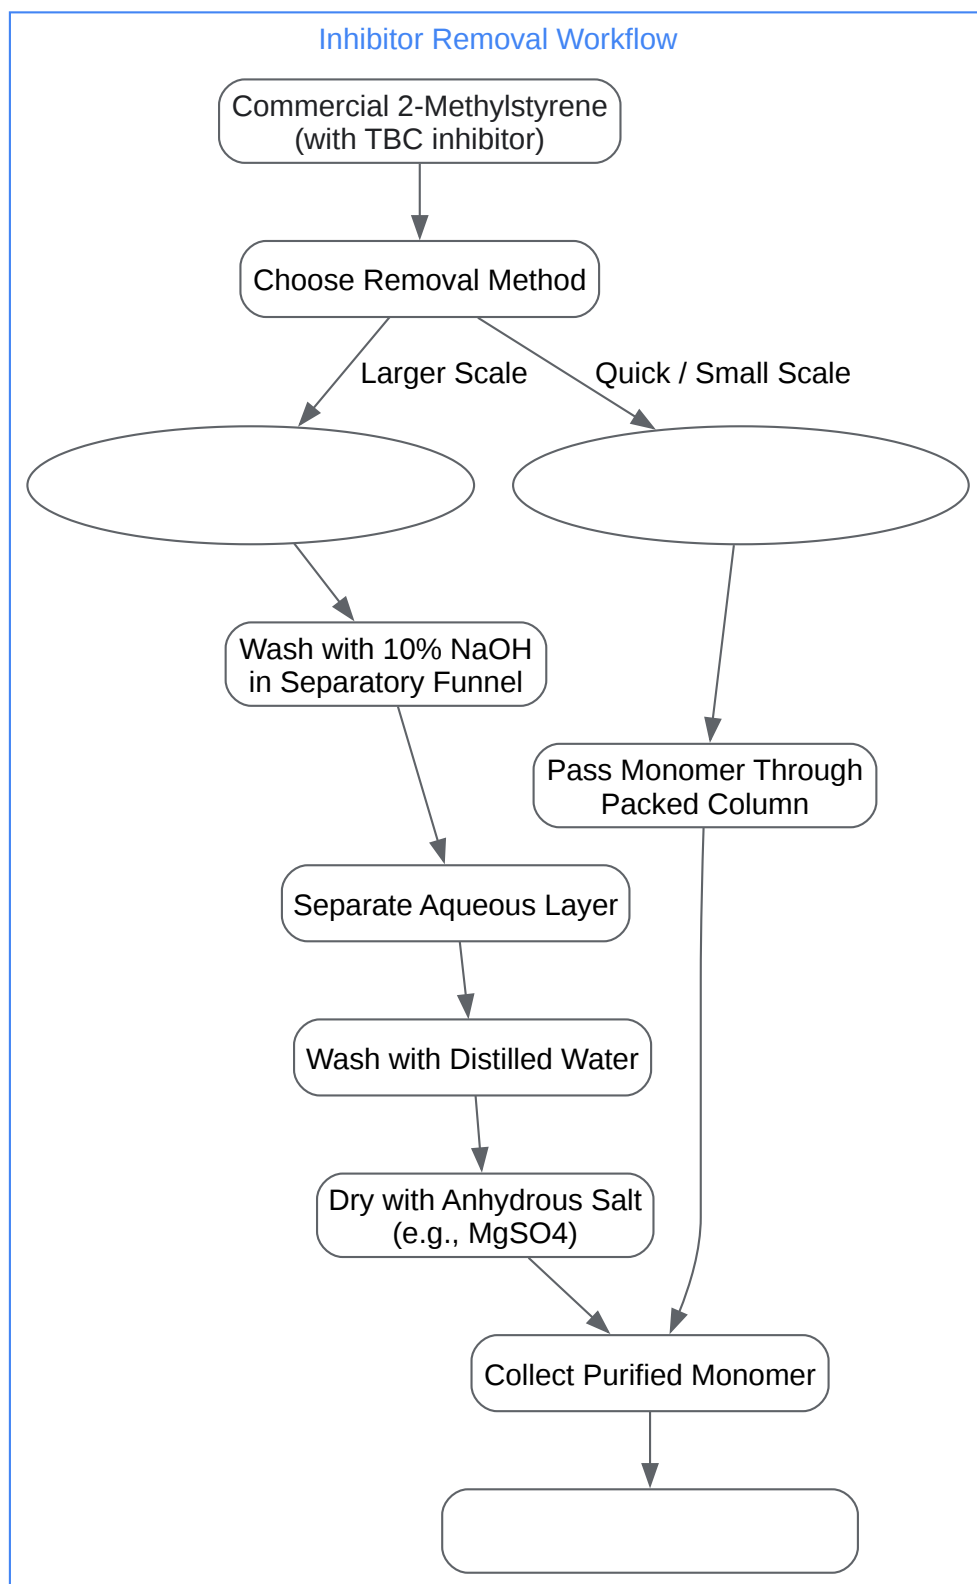 Inhibitor Removal Workflow
Commercial 2-Methylstyrene
(with TBC inhibitor)
Choose Removal Method
Larger Scale
Quick / Small Scale
Wash with 10% NaOH
in Separatory Funnel
Pass Monomer Through
Packed Column
Separate Aqueous Layer
Wash with Distilled Water
Dry with Anhydrous Salt
(e.g., MgSO4)
Collect Purified Monomer